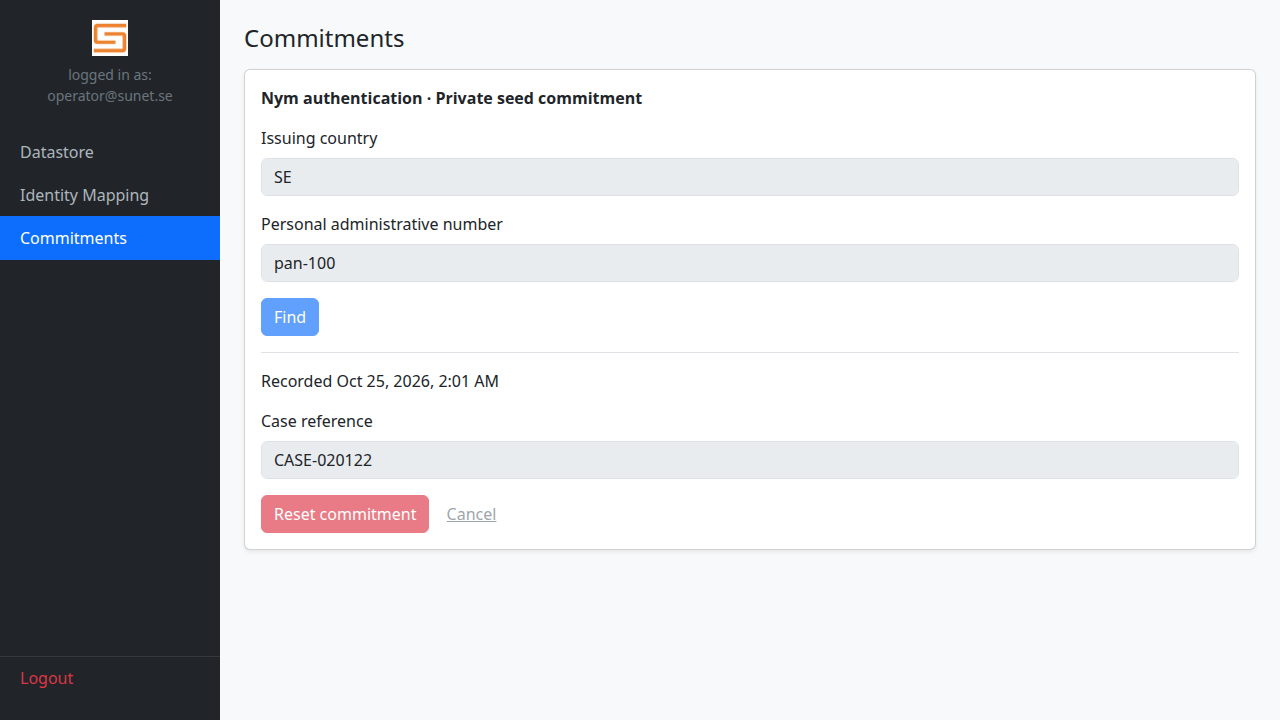 logged in as:
operator@sunet.se
Datastore
Identity Mapping
Commitments
Logout
Commitments
Nym authentication · Private seed commitment
Issuing country
SE
Personal administrative number
pan-100
Find
Recorded Oct 25, 2026, 2:01 AM
Case reference
CASE-020122
Reset commitment Cancel